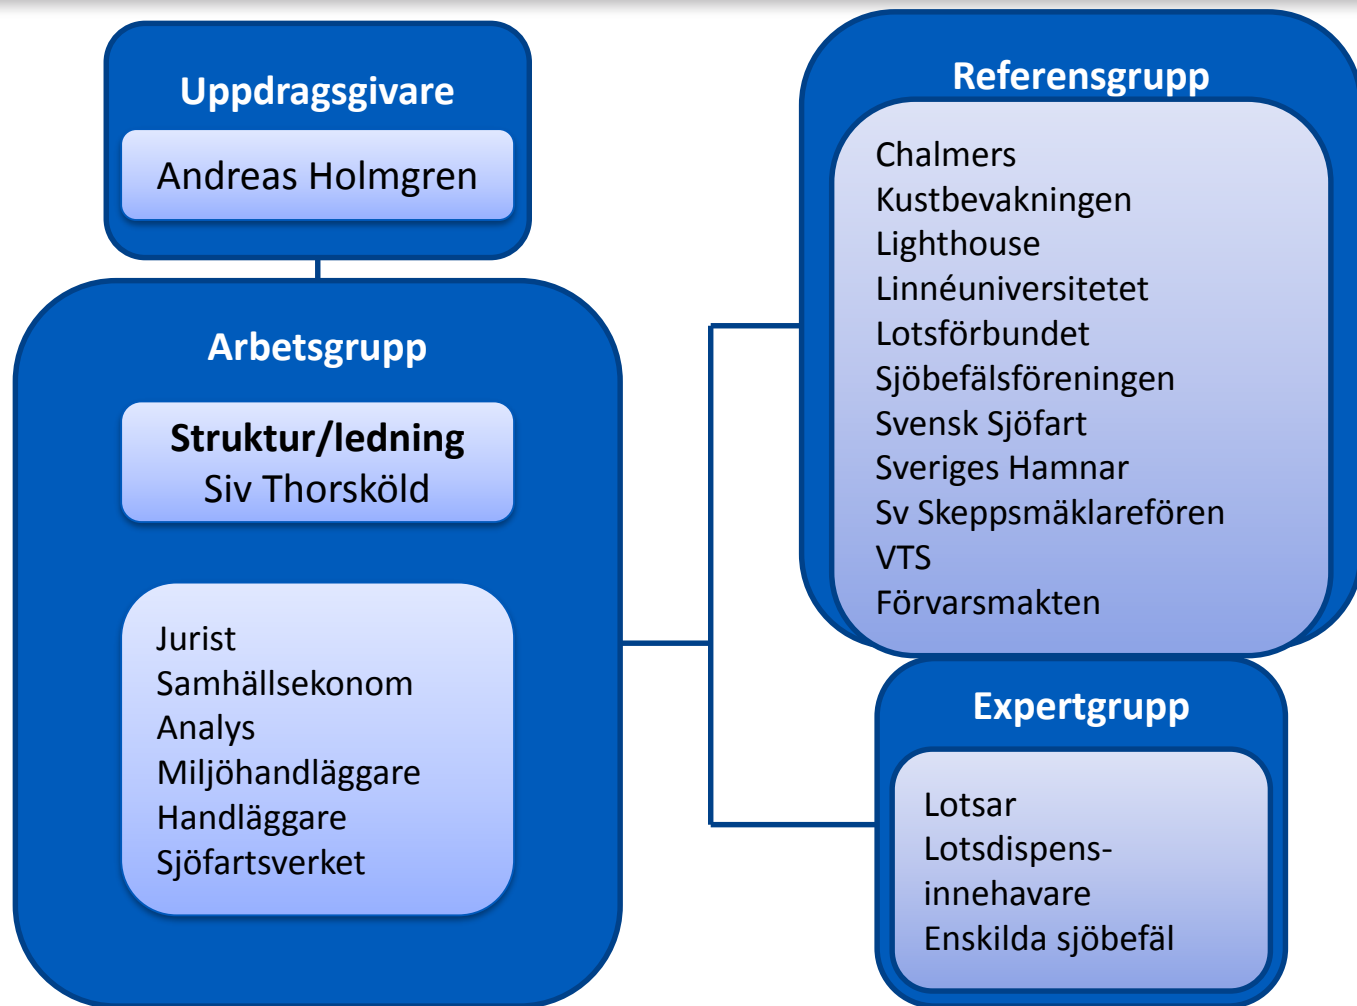 Uppdragsgivare
Andreas Holmgren
Arbetsgrupp
Struktur/ledning
Siv Thorsköld
Jurist
Samhällsekonom
Analys
Miljöhandläggare
Handläggare
Sjöfartsverket
Referensgrupp
Chalmers
Kustbevakningen
Lighthouse
Linnéuniversitetet
Lotsförbundet
Sjöbefälsföreningen
Svensk Sjöfart
Sveriges Hamnar
Sv Skeppsmäklarefören
VTS
Förvarsmakten
Expertgrupp
Lotsar
Lotsdispens-
innehavare
Enskilda sjöbefäl